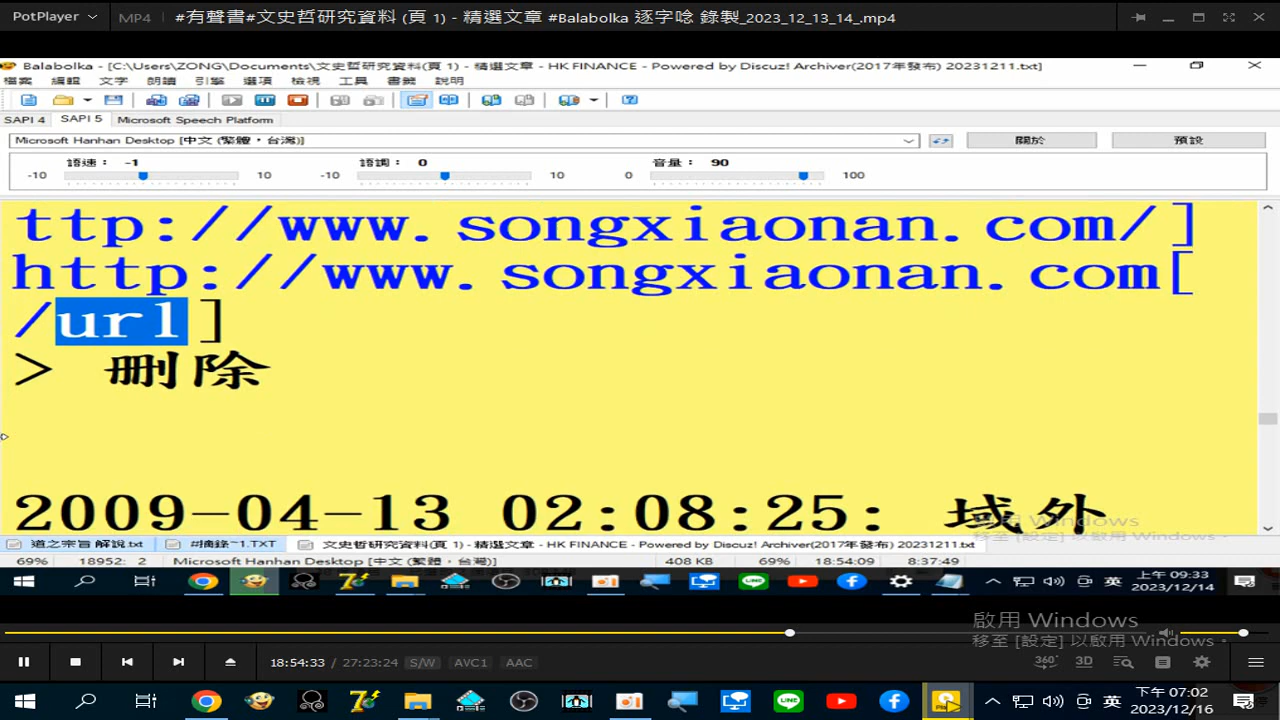 PotPlayer MP4 #有聲書#文史哲研究資料 (頁 1) - 精選文章 #Balabolka 逐字唸 錄製_2023_12_13_14_.mp4
Balabolka - [C:\Users\ZONG\Documents\文史哲研究資料(頁 1) - 精選文章 - HK FINANCE - Powered by Discuz! Archiver(2017年發布) 20231211.txt]
檔案 編輯 文字 朗讀 引擎 選項 檢視 工具 書籤 說明
SAPI 4 SAPI 5 Microsoft Speech Platform
Microsoft Hanhan Desktop [中文 (繁體，台灣)] 關於 預設
語速： -1 語調： 0 音量： 90
-10 10 -10 10 0 100
ttp://www.songxiaonan.com/]
http://www.songxiaonan.com[
/url]
> 刪除
2009-04-13 02:08:25: 域外
道之宗旨 解說.txt #摘錄~1.TXT 文史哲研究資料(頁 1) - 精選文章 - HK FINANCE - Powered by Discuz! Archiver(2017年發布) 20231211.txt
69% 18952: 2 Microsoft Hanhan Desktop [中文 (繁體，台灣)] 408 KB 69% 18:54:09 8:37:49
英 上午 09:33
2023/12/14
啟用 Windows
移至 [設定] 以啟用 Windows。
18:54:33 / 27:23:24 S/W AVC1 AAC 360° 3D
英 下午 07:02
2023/12/16